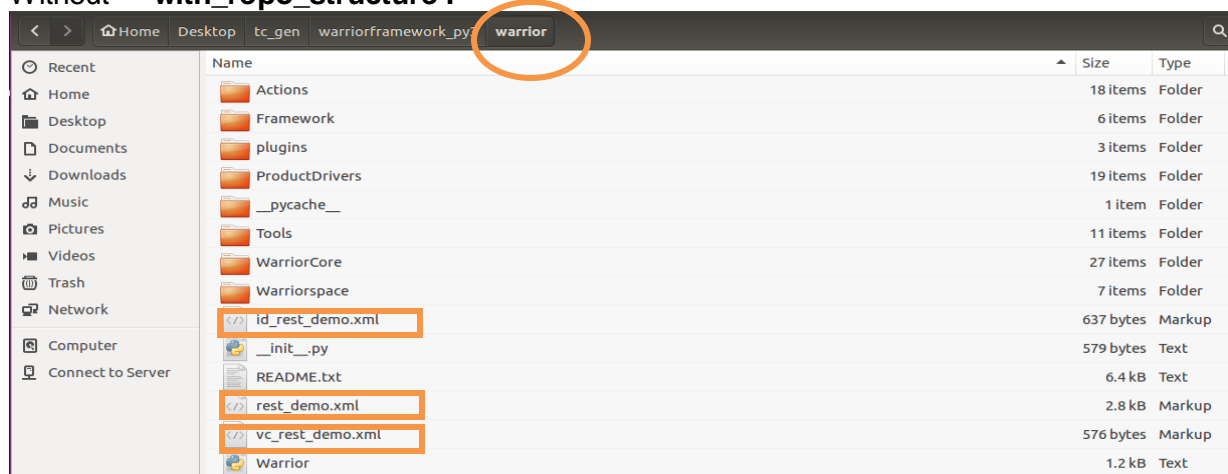 Without "with_repo_structure":
Home Desktop tc_gen warriorframework_py3 warrior
Name Size Type
Recent
Home
Desktop
Documents
Downloads
Music
Pictures
Videos
Trash
Network
Computer
Connect to Server
Actions 18 items Folder
Framework 6 items Folder
plugins 3 items Folder
ProductDrivers 19 items Folder
__pycache__ 1 item Folder
Tools 11 items Folder
WarriorCore 27 items Folder
Warriorspace 7 items Folder
id_rest_demo.xml 637 bytes Markup
__init__.py 579 bytes Text
README.txt 6.4 kB Text
rest_demo.xml 2.8 kB Markup
vc_rest_demo.xml 576 bytes Markup
Warrior 1.2 kB Text